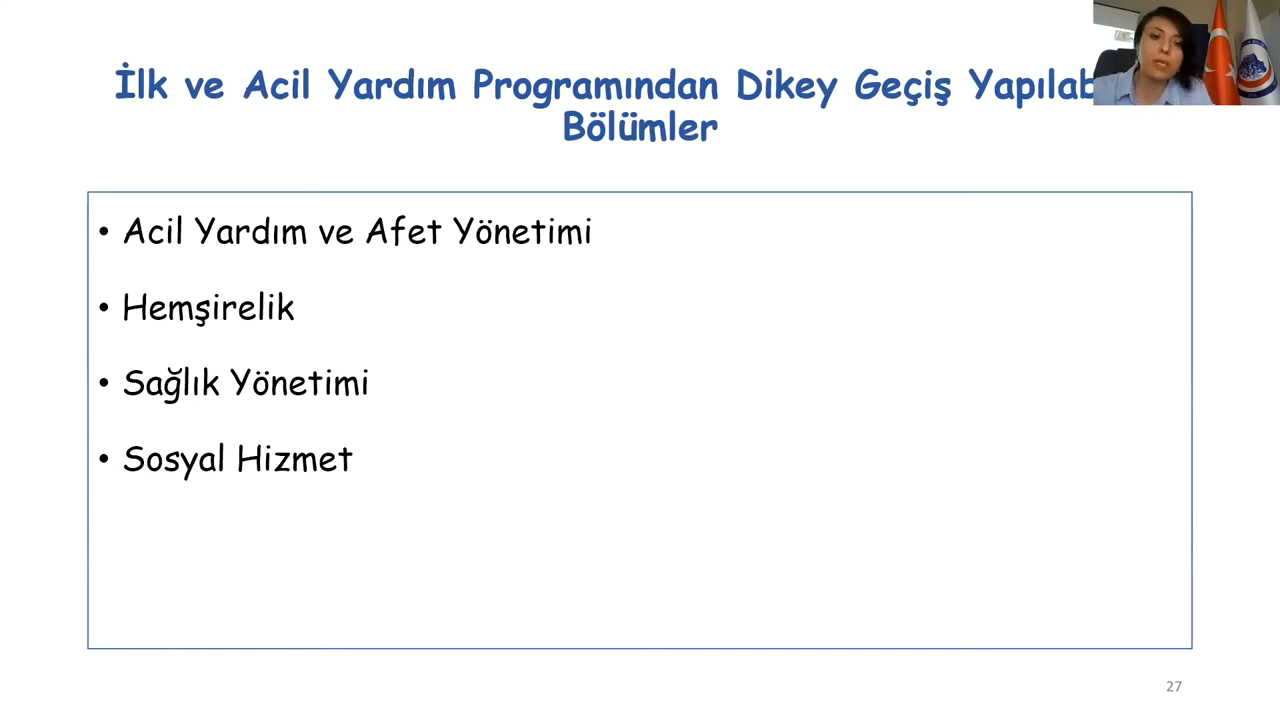 İlk ve Acil Yardım Programından Dikey Geçiş
Bölümler
• Acil Yardım ve Afet Yönetimi
• Hemşirelik
• Sağlık Yönetimi
• Sosyal Hizmet
27